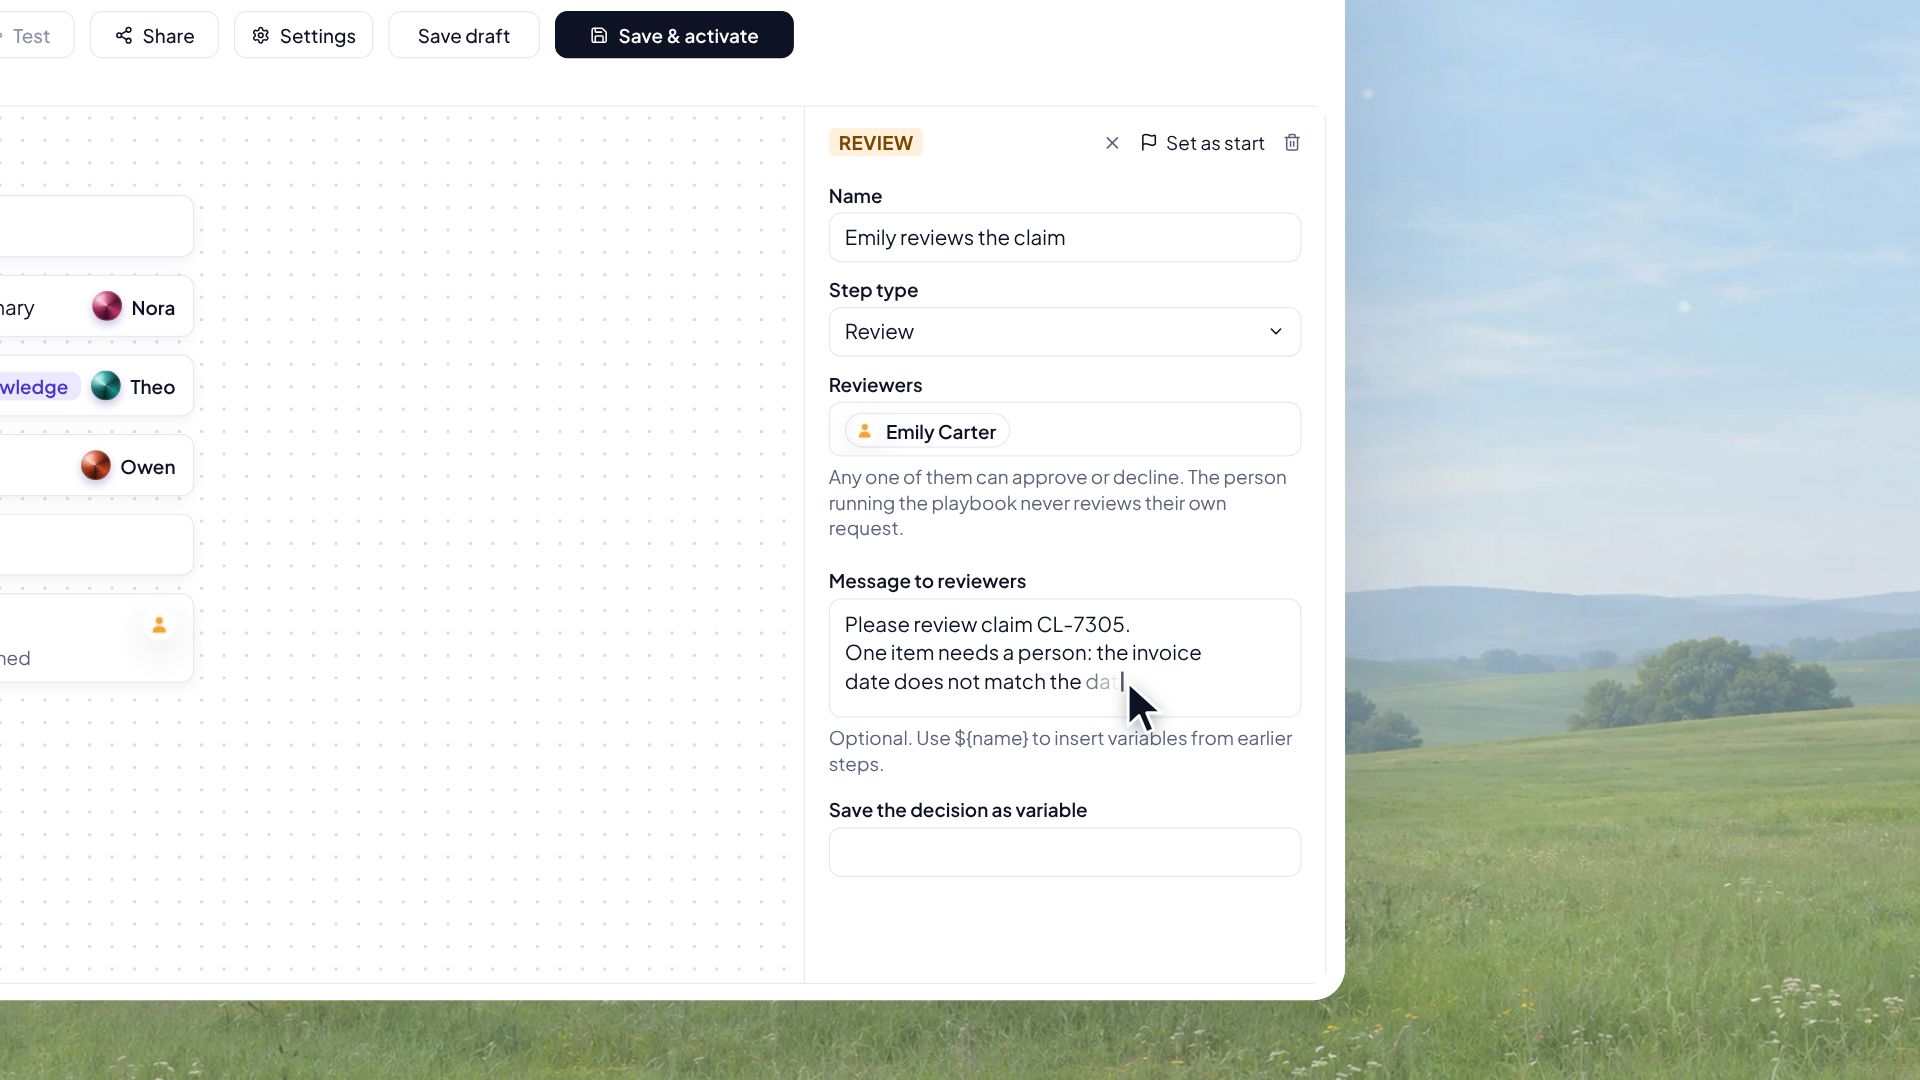 Test
Share
Settings
Save draft
Save & activate
REVIEW
Set as start
Name
Emily reviews the claim
Step type
Review
Reviewers
Emily Carter
Any one of them can approve or decline. The person
running the playbook never reviews their own
request.
Message to reviewers
Please review claim CL-7305.
One item needs a person: the invoice
date does not match the dat
Optional. Use ${name} to insert variables from earlier
steps.
Save the decision as variable
nary
Nora
wledge
Theo
Owen
ned